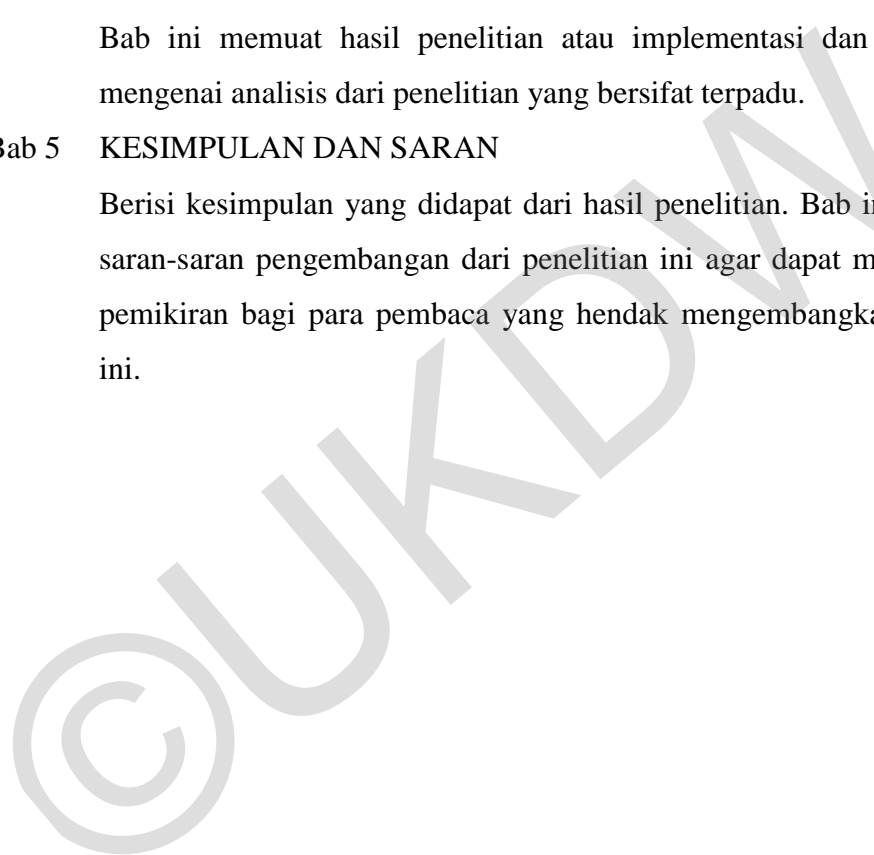 Bab ini memuat hasil penelitian atau implementasi dan
mengenai analisis dari penelitian yang bersifat terpadu.
Bab 5 KESIMPULAN DAN SARAN
Berisi kesimpulan yang didapat dari hasil penelitian. Bab
saran-saran pengembangan dari penelitian ini agar dapat
pemikiran bagi para pembaca yang hendak
ini.
©UKDW